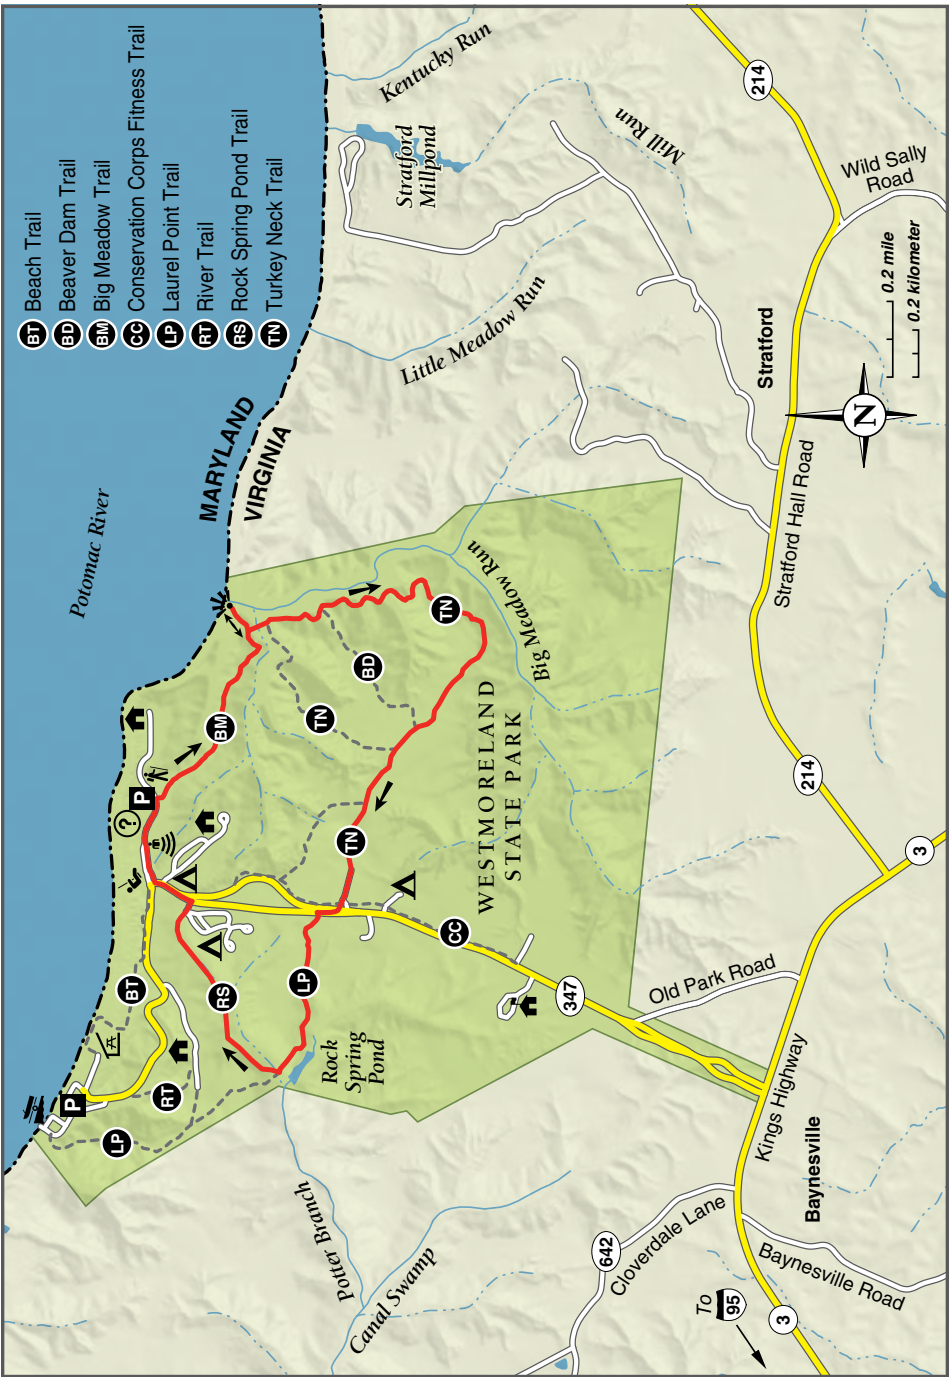 BT Beach Trail
BD Beaver Dam Trail
BM Big Meadow Trail
CC Conservation Corps Fitness Trail
LP Laurel Point Trail
RT River Trail
RS Rock Spring Pond Trail
TN Turkey Neck Trail
Potomac River
MARYLAND
VIRGINIA
Kentucky Run
Stratford
Millpond
Mill Run
Little Meadow Run
214
Wild Sally
Road
0.2 mile
0.2 kilometer
N
Stratford
Stratford Hall Road
Big Meadow Run
WESTMORELAND
STATE PARK
BM
BD
TN
TN
TN
P
?
BT
RS
LP
CC
RT
LP
P
Rock
Spring
Pond
347
Old Park Road
214
3
Kings Highway
Baynesville
Potter Branch
Canal Swamp
642
Cloverdale Lane
Baynesville Road
To
95
3